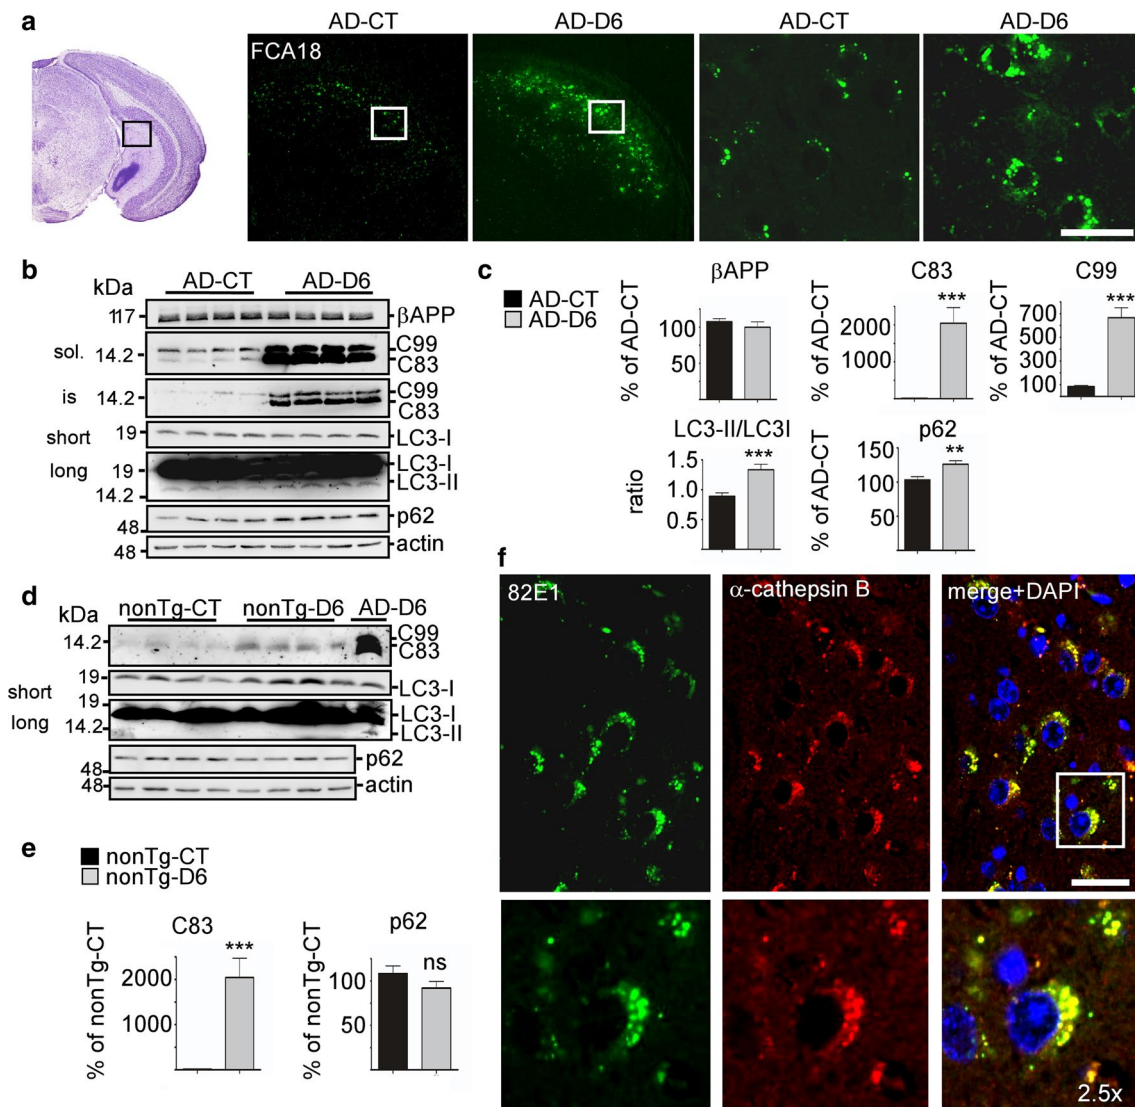 a
AD-CT AD-D6 AD-CT AD-D6
FCA18
b
kDa AD-CT AD-D6
117 βAPP
sol. 14.2 C99
C83
is 14.2 C99
C83
short 19 LC3-I
long 19 LC3-I
LC3-II
14.2
p62
48
48 actin
c
AD-CT
AD-D6
βAPP
% of AD-CT
100
50
C83
% of AD-CT
***
2000
1000
C99
% of AD-CT
***
700
500
300
100
LC3-II/LC3I
ratio
***
1.5
1.0
0.5
p62
% of AD-CT
**
150
100
50
d
kDa nonTg-CT nonTg-D6 AD-D6
14.2 C99
C83
short 19 LC3-I
19
long LC3-I
14.2 LC3-II
p62
48
48 actin
e
nonTg-CT
nonTg-D6
C83
% of nonTg-CT
***
2000
1000
p62
% of nonTg-CT
ns
100
50
f
82E1 α-cathepsin B merge+DAPI
2.5x